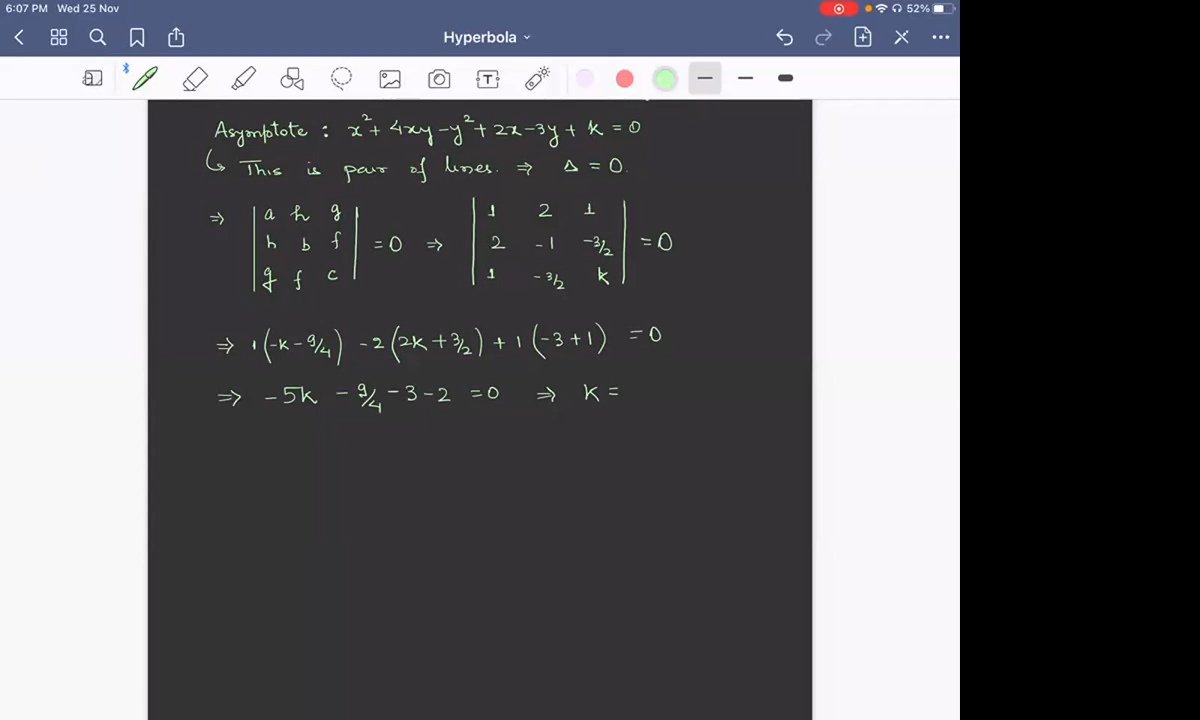 6:07 PM Wed 25 Nov
52%
Hyperbola
T
Asymptote : x² + 4xy - y² + 2x - 3y + k = 0
↳ This is pair of lines. ⇒ Δ = 0.
⇒ | a h g | | 1 2 1 |
| h b f | = 0 ⇒ | 2 -1 -3/2 | = 0
| g f c | | 1 -3/2 k |
⇒ 1(-k - 9/4) - 2(2k + 3/2) + 1(-3 + 1) = 0
⇒ -5k - 9/4 - 3 - 2 = 0 ⇒ k =